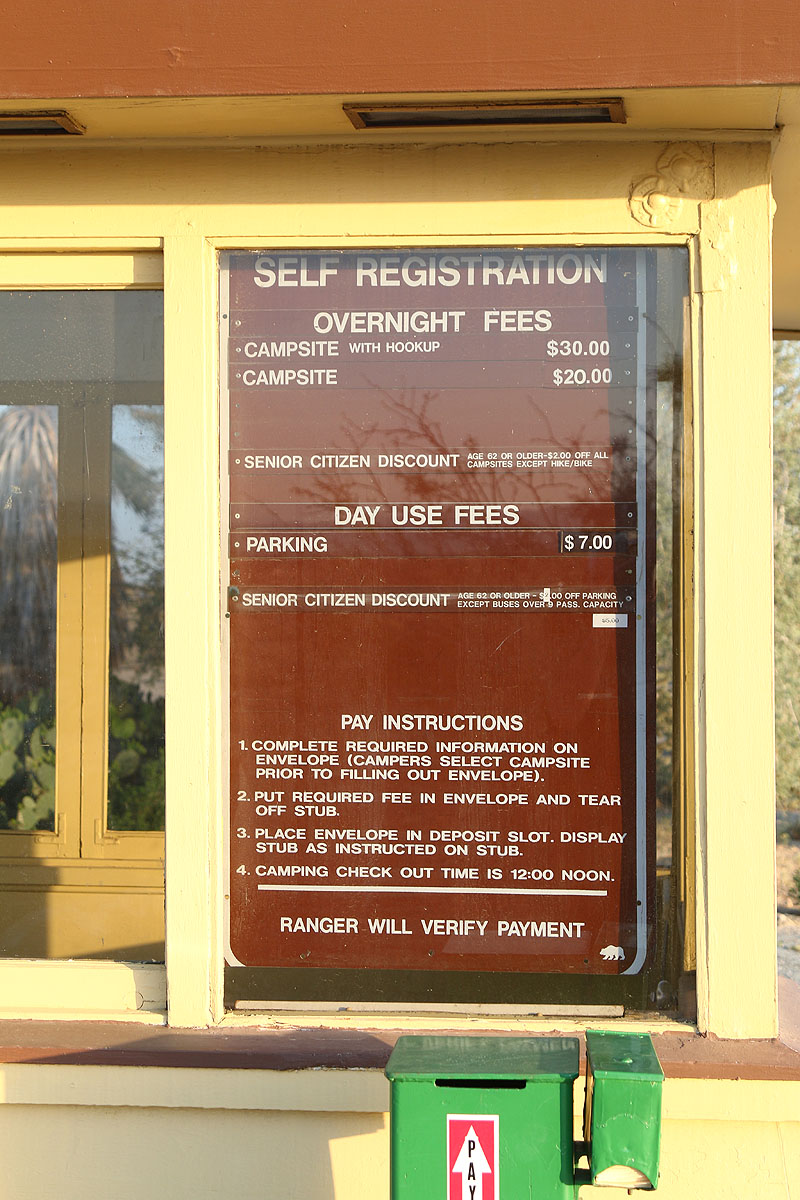 SELF REGISTRATION
OVERNIGHT FEES
CAMPSITE WITH HOOKUP $30.00
CAMPSITE $20.00
SENIOR CITIZEN DISCOUNT AGE 62 OR OLDER-$2.00 OFF ALL
CAMPSITES EXCEPT HIKE/BIKE
DAY USE FEES
PARKING $7.00
SENIOR CITIZEN DISCOUNT AGE 62 OR OLDER - OFF PARKING
EXCEPT BUSES OVER 9 PASS. CAPACITY
PAY INSTRUCTIONS
1. COMPLETE REQUIRED INFORMATION ON
ENVELOPE (CAMPERS SELECT CAMPSITE
PRIOR TO FILLING OUT ENVELOPE).
2. PUT REQUIRED FEE IN ENVELOPE AND TEAR
OFF STUB.
3. PLACE ENVELOPE IN DEPOSIT SLOT. DISPLAY
STUB AS INSTRUCTED ON STUB.
4. CAMPING CHECK OUT TIME IS 12:00 NOON.
RANGER WILL VERIFY PAYMENT
PAY